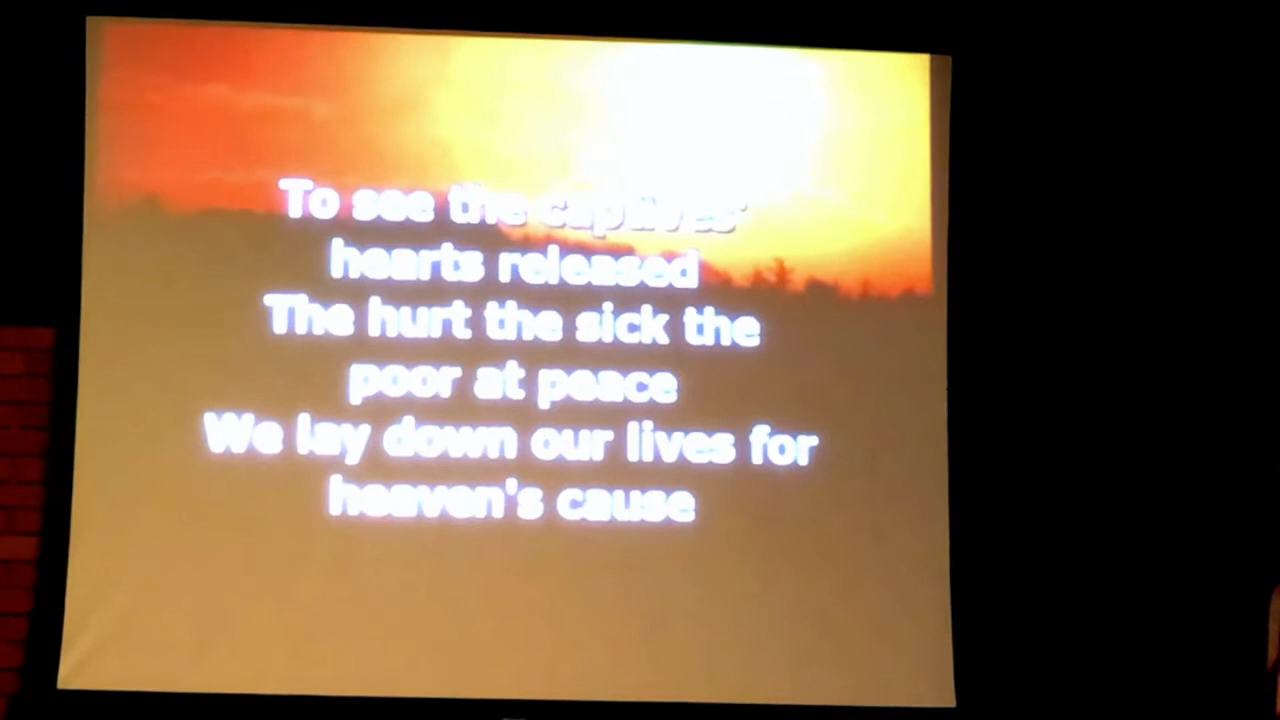 To see the captives'
hearts released
The hurt the sick the
poor at peace
We lay down our lives for
heaven's cause